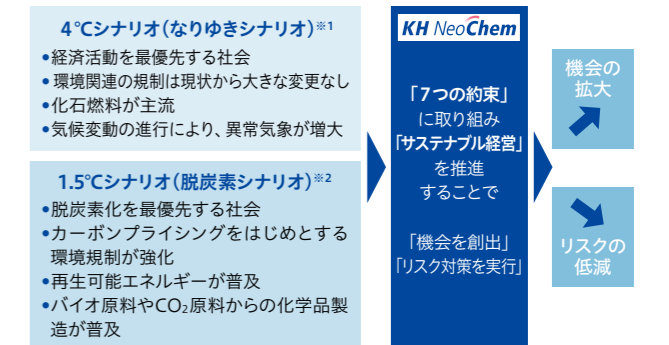 4℃シナリオ（なりゆきシナリオ）※1
•経済活動を最優先する社会
•環境関連の規制は現状から大きな変更なし
•化石燃料が主流
•気候変動の進行により、異常気象が増大
1.5℃シナリオ（脱炭素シナリオ）※2
•脱炭素化を最優先する社会
•カーボンプライシングをはじめとする
環境規制が強化
•再生可能エネルギーが普及
•バイオ原料やCO₂原料からの化学品製
造が普及
KH NeoChem
「7つの約束」
に取り組み
「サステナブル経営」
を推進
することで
「機会を創出」
「リスク対策を実行」
機会の
拡大
リスクの
低減